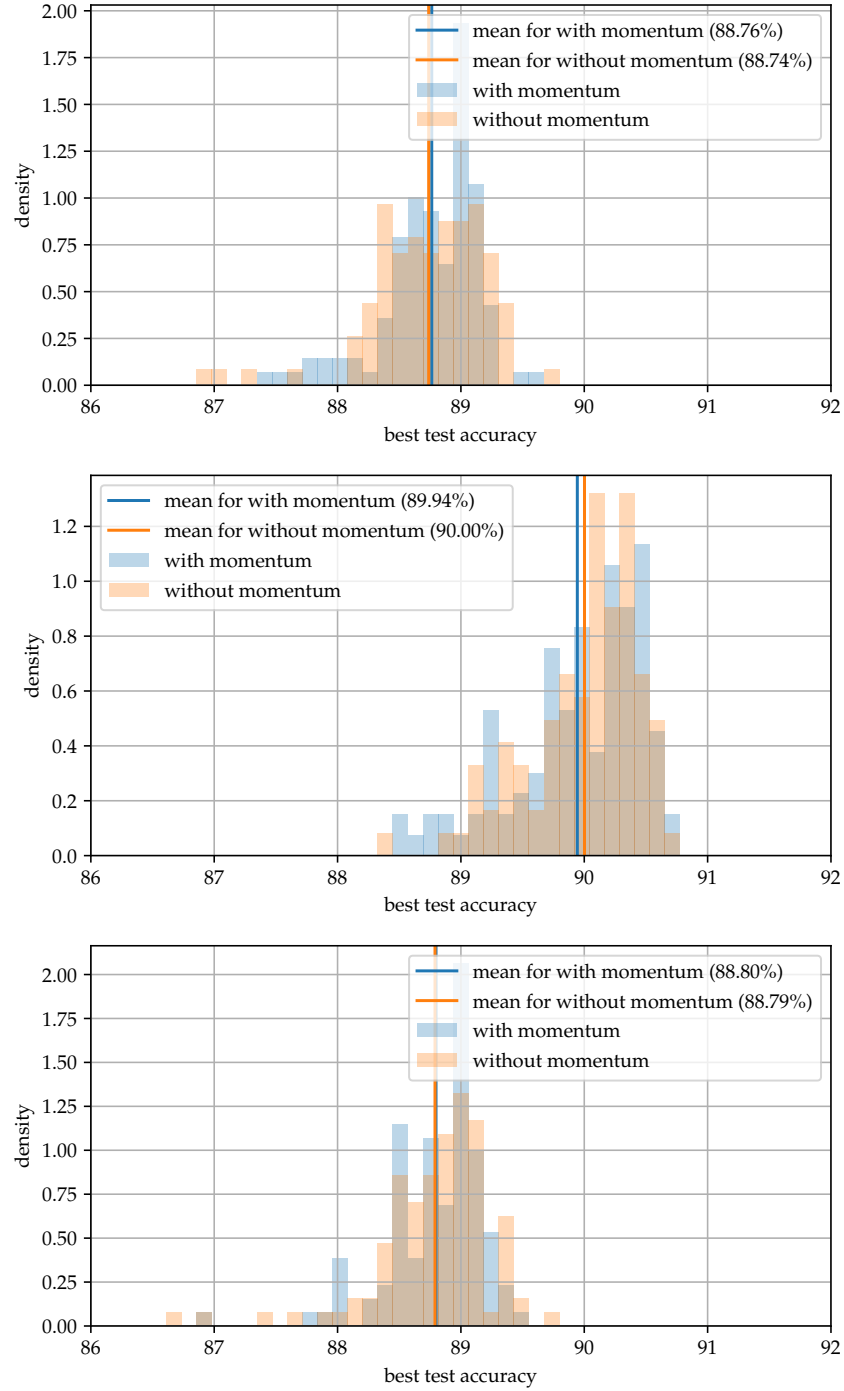 2.00
1.75
1.50
1.25
1.00
0.75
0.50
0.25
0.00
density
mean for with momentum (88.76%)
mean for without momentum (88.74%)
with momentum
without momentum
86 87 88 89 90 91 92
best test accuracy
1.2
1.0
0.8
0.6
0.4
0.2
0.0
density
mean for with momentum (89.94%)
mean for without momentum (90.00%)
with momentum
without momentum
86 87 88 89 90 91 92
best test accuracy
2.00
1.75
1.50
1.25
1.00
0.75
0.50
0.25
0.00
density
mean for with momentum (88.80%)
mean for without momentum (88.79%)
with momentum
without momentum
86 87 88 89 90 91 92
best test accuracy